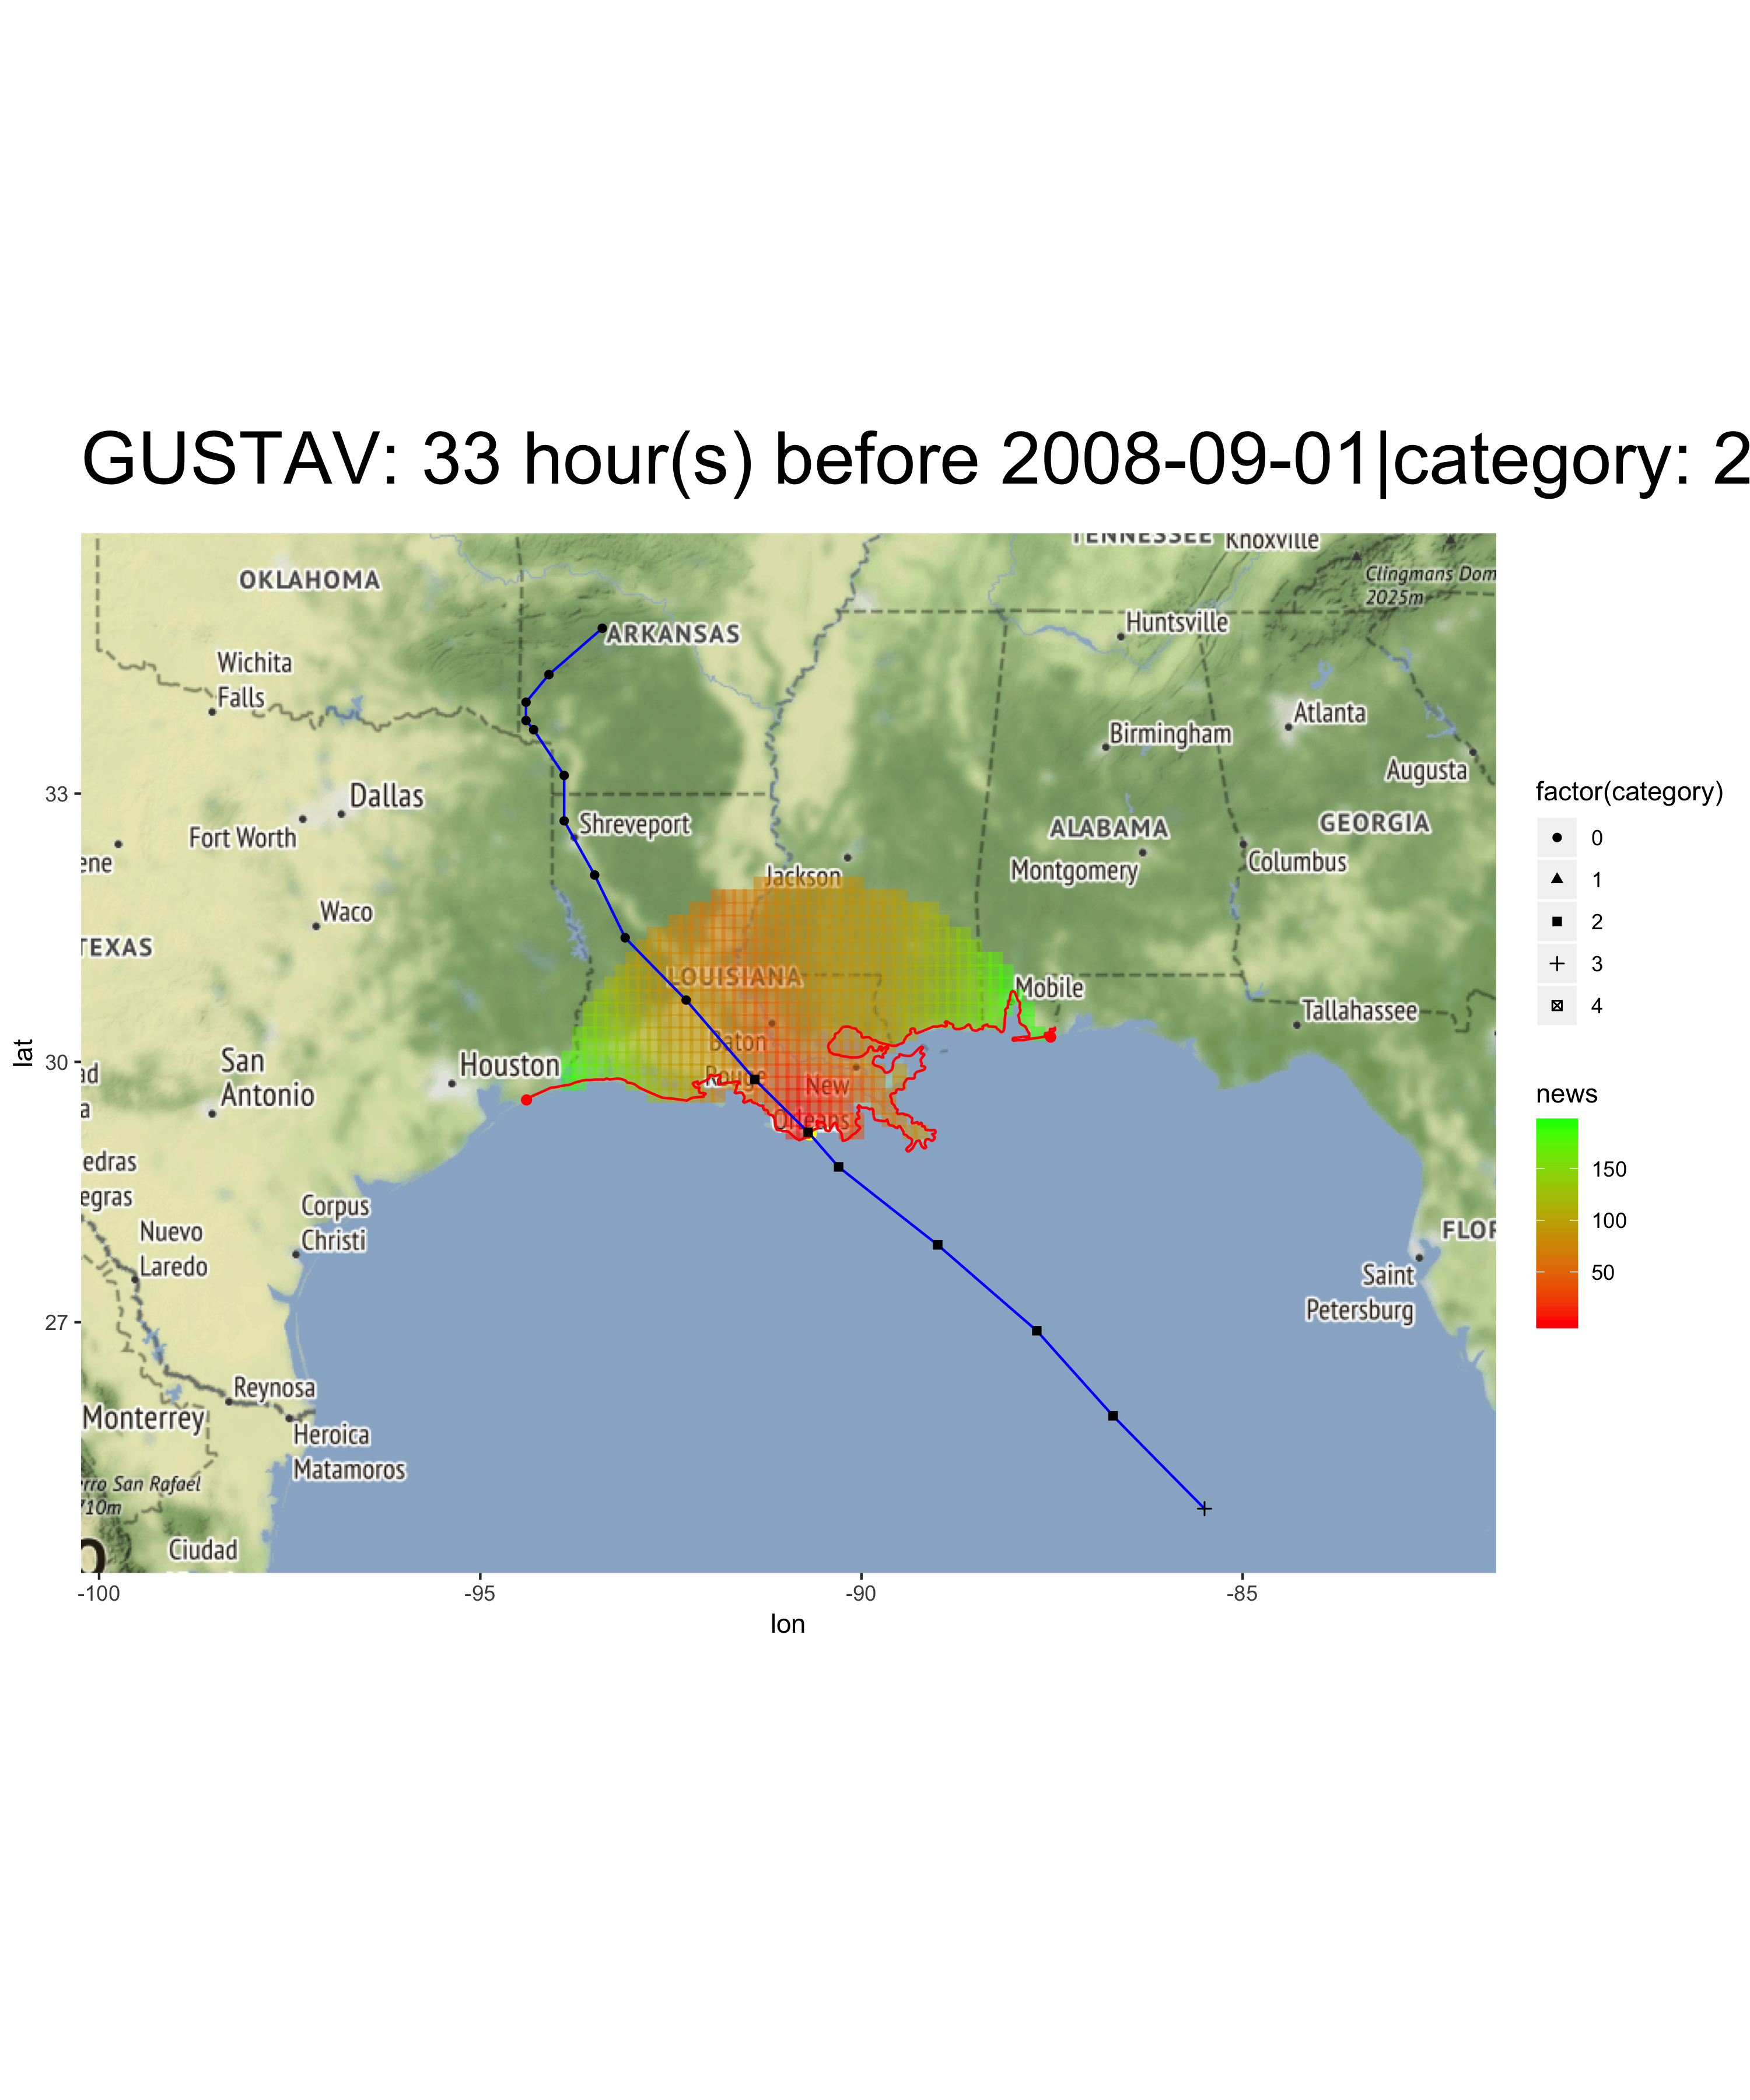 GUSTAV: 33 hour(s) before 2008-09-01|category: 2
TENNESSEE
Knoxville
Clingmans Dom
2025m
OKLAHOMA
Huntsville
ARKANSAS
Wichita
Falls
Atlanta
Birmingham
Augusta
Dallas
Fort Worth
Shreveport
ALABAMA
GEORGIA
ene
Jackson
Montgomery
Columbus
Waco
TEXAS
LOUISIANA
Mobile
Tallahassee
Baton
Rouge
Houston
San
Antonio
ad
a
New
Orleans
edras
egras
Corpus
Christi
Nuevo
Laredo
FLOR
Saint
Petersburg
Reynosa
Monterrey
Heroica
Matamoros
erro San Rafael
710m
Ciudad
O
lat
33
30
27
-100
-95
-90
-85
lon
factor(category)
0
1
2
3
4
news
150
100
50